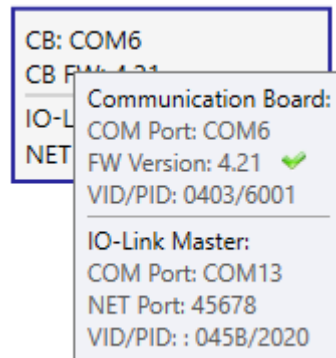 CB: COM6
CB FW: 4.21
IO-L
NET
Communication Board:
COM Port: COM6
FW Version: 4.21
VID/PID: 0403/6001
IO-Link Master:
COM Port: COM13
NET Port: 45678
VID/PID: : 045B/2020